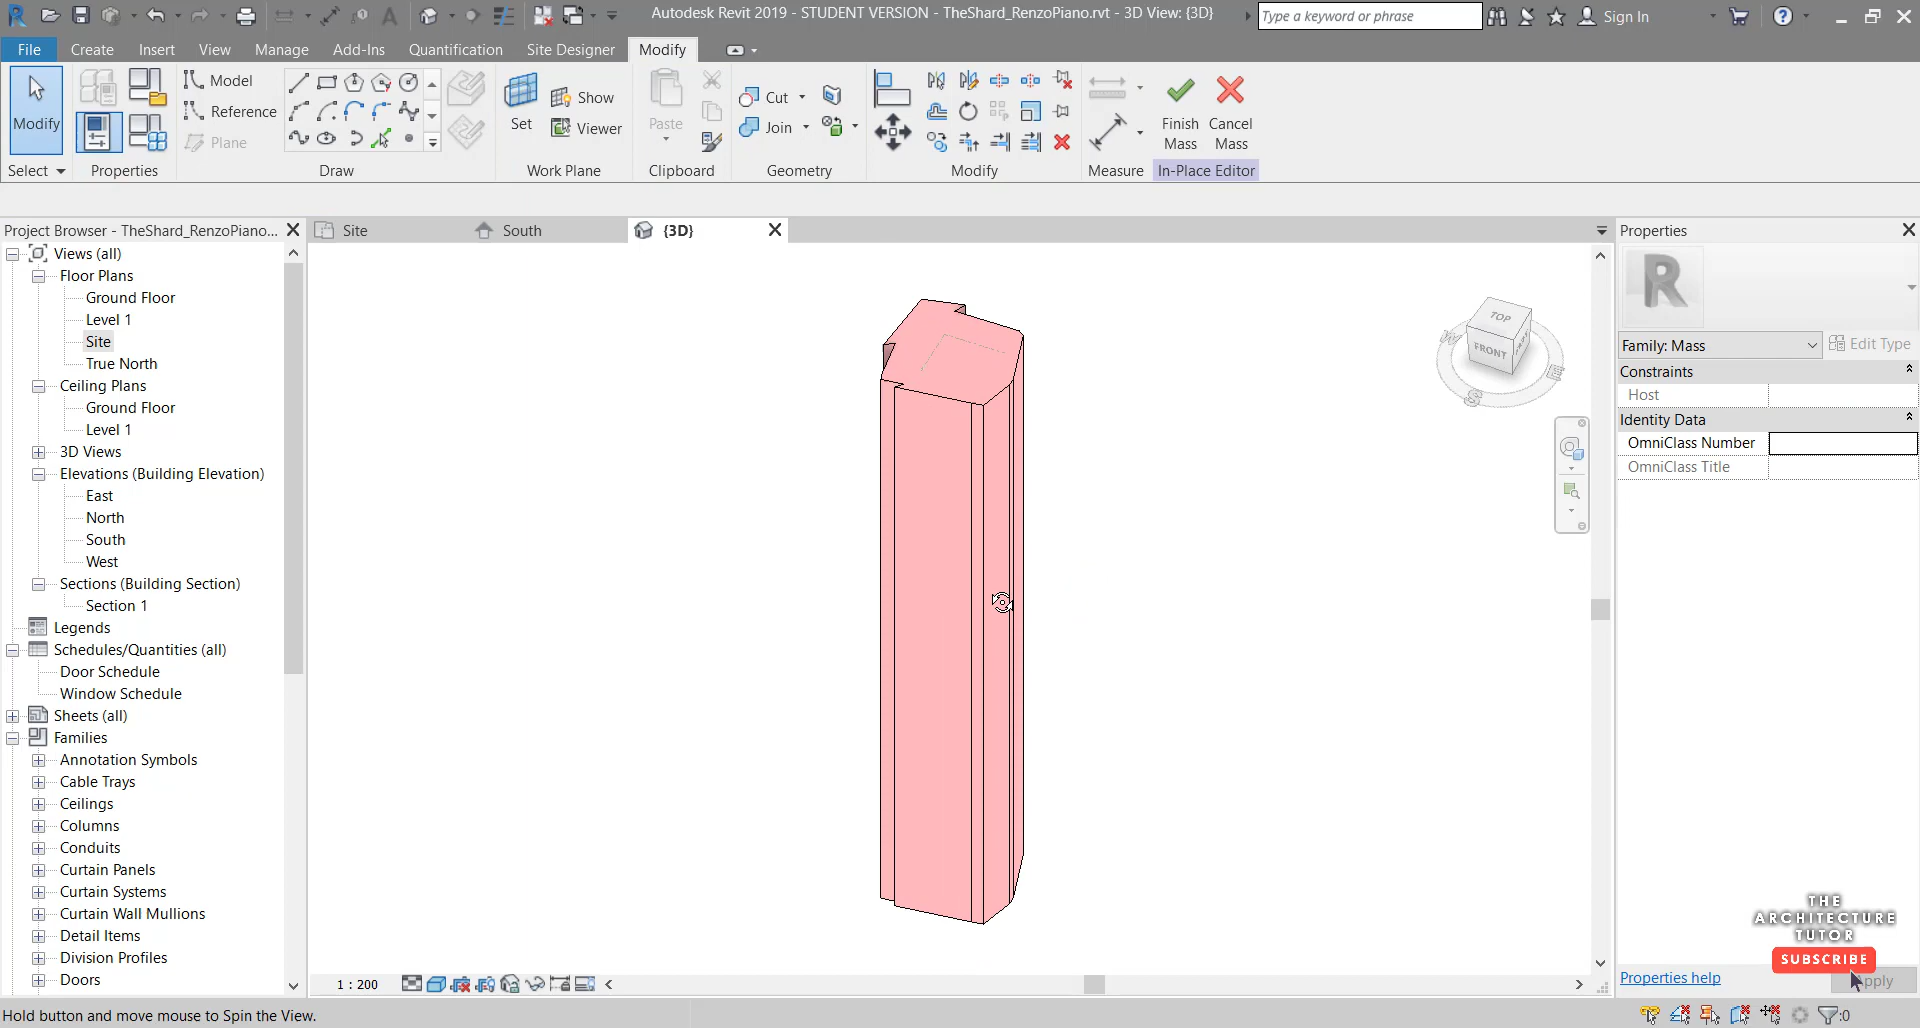 Autodesk Revit 2019 - STUDENT VERSION - TheShard_RenzoPiano.rvt - 3D View: {3D}
Type a keyword or phrase
Sign In
File Create Insert View Manage Add-Ins Quantification Site Designer Modify
Modify
Model
Reference
Plane
Set
Show
Viewer
Paste
Cut
Join
Finish Mass
Cancel Mass
Select Properties Draw Work Plane Clipboard Geometry Modify Measure In-Place Editor
Project Browser - TheShard_RenzoPiano...
Views (all)
Floor Plans
Ground Floor
Level 1
Site
True North
Ceiling Plans
Ground Floor
Level 1
3D Views
Elevations (Building Elevation)
East
North
South
West
Sections (Building Section)
Section 1
Legends
Schedules/Quantities (all)
Door Schedule
Window Schedule
Sheets (all)
Families
Annotation Symbols
Cable Trays
Ceilings
Columns
Conduits
Curtain Panels
Curtain Systems
Curtain Wall Mullions
Detail Items
Division Profiles
Doors
Site
South
{3D}
TOP
FRONT
W
S
E
1 : 200
Properties
R
Family: Mass
Edit Type
Constraints
Host
Identity Data
OmniClass Number
OmniClass Title
THE
ARCHITECTURE
TUTOR
SUBSCRIBE
Properties help
Hold button and move mouse to Spin the View.
:0